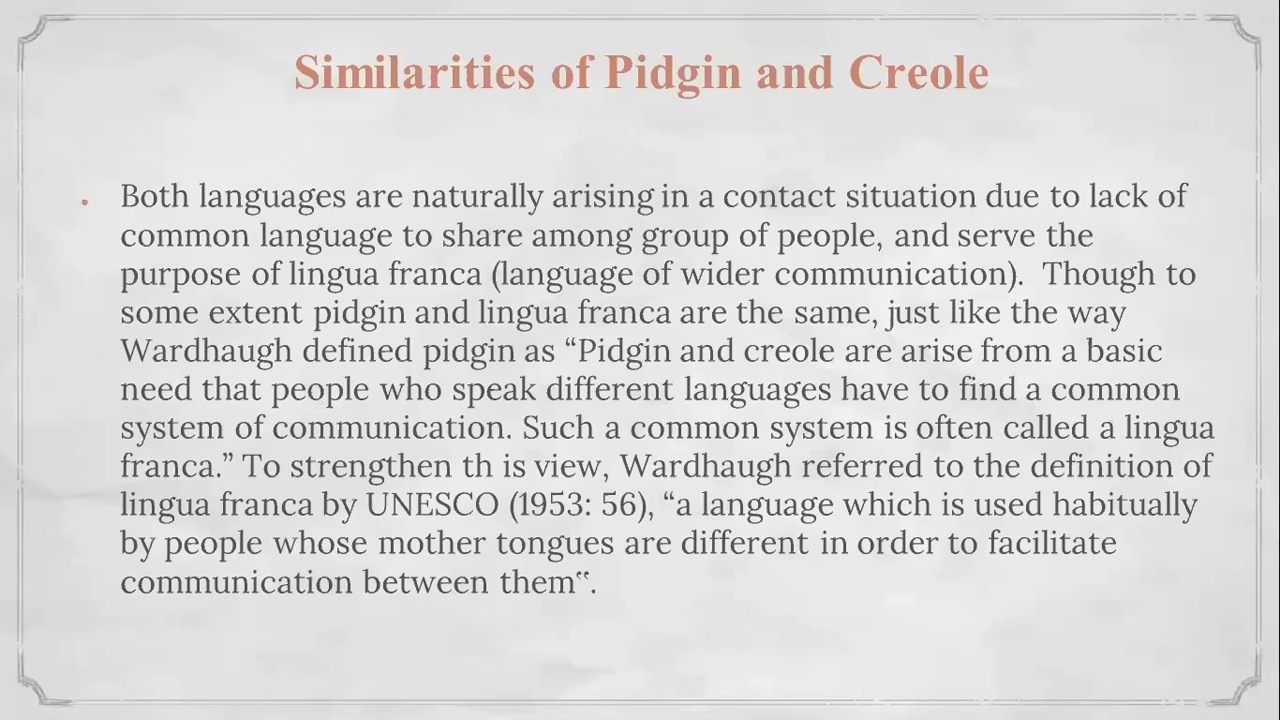 Similarities of Pidgin and Creole
• Both languages are naturally arising in a contact situation due to lack of
common language to share among group of people, and serve the
purpose of lingua franca (language of wider communication).  Though to
some extent pidgin and lingua franca are the same, just like the way
Wardhaugh defined pidgin as “Pidgin and creole are arise from a basic
need that people who speak different languages have to find a common
system of communication. Such a common system is often called a lingua
franca.” To strengthen th is view, Wardhaugh referred to the definition of
lingua franca by UNESCO (1953: 56), “a language which is used habitually
by people whose mother tongues are different in order to facilitate
communication between them‟.